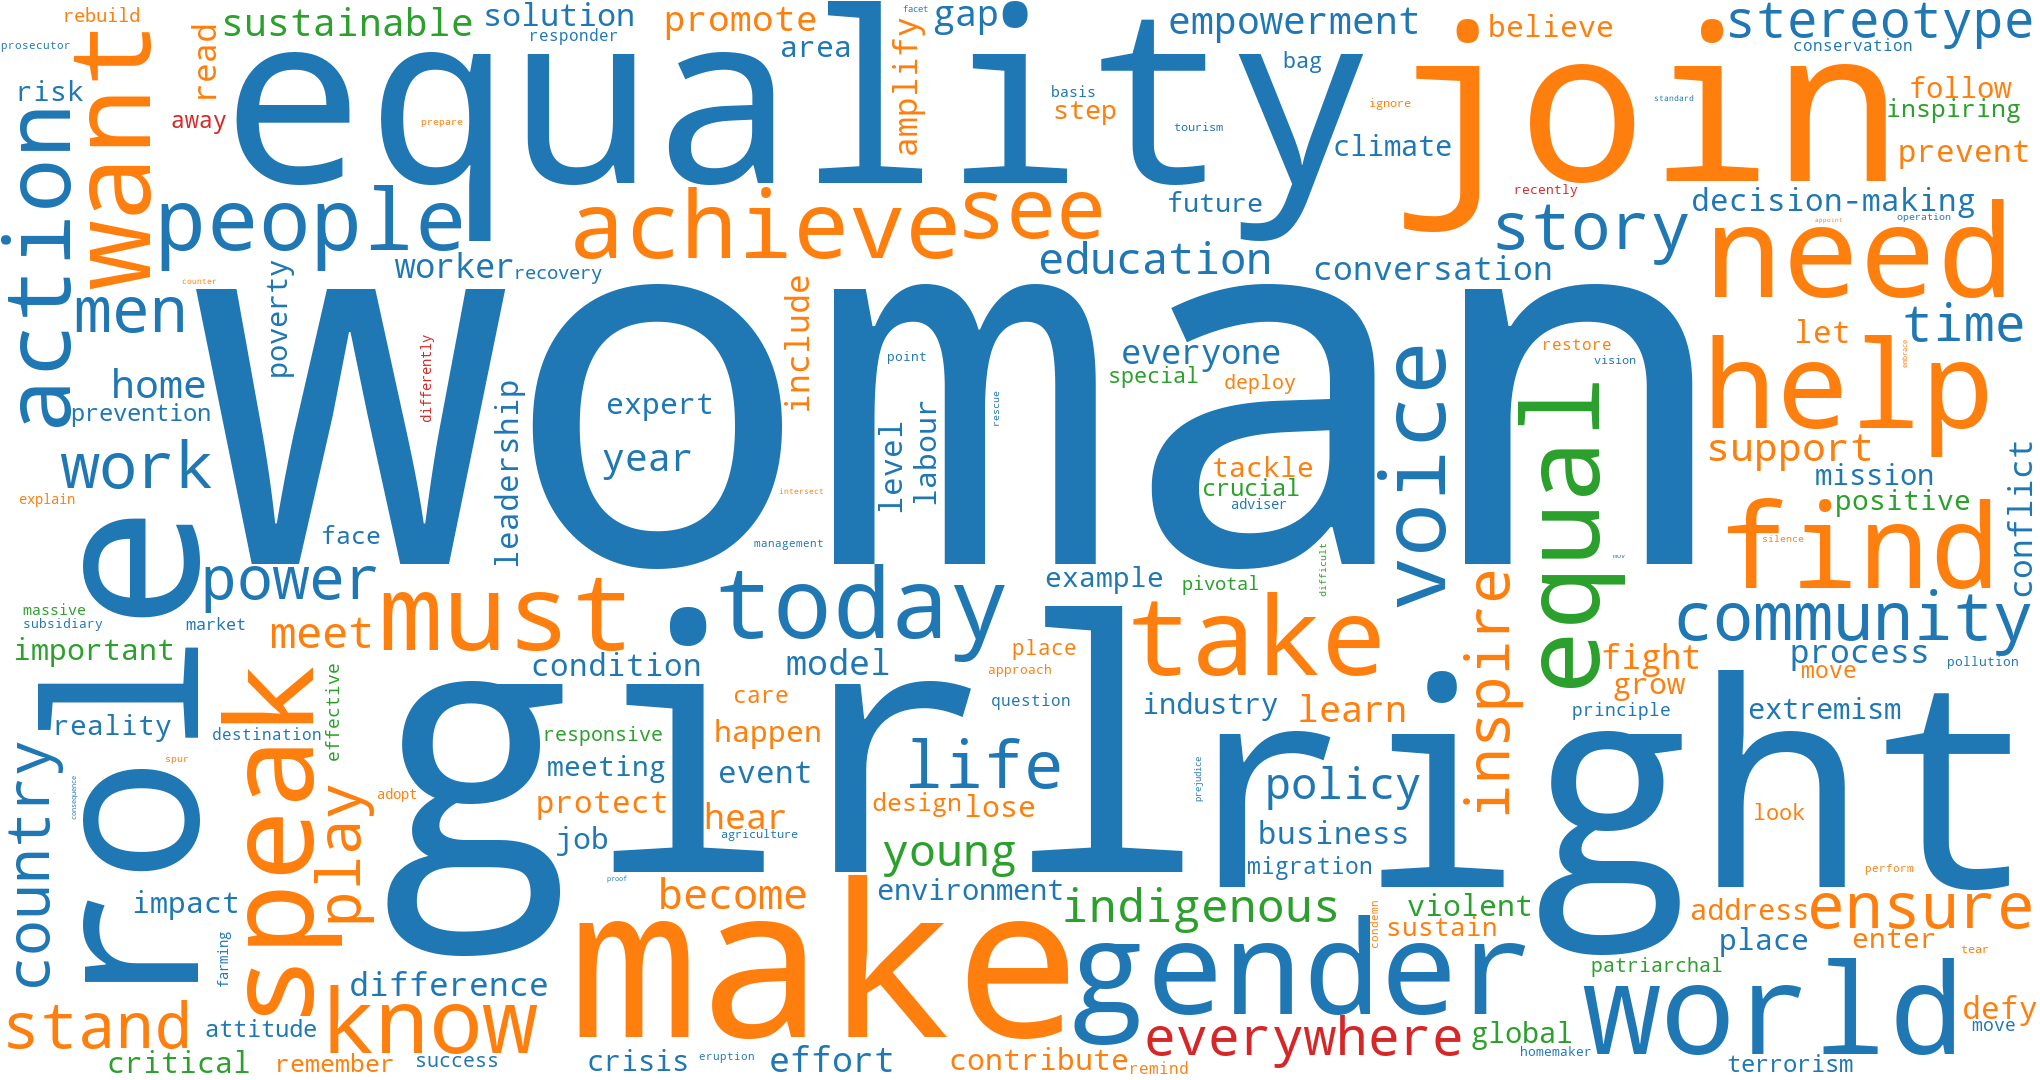 rebuild
sustainable
solution
promote
facet
gap
empowerment
believe
stereotype
prosecutor
want
read
responder
area
amplify
equality
join
bag
conservation
risk
away
prepare
basis
step
tourism
ignore
standard
climate
follow
inspiring
prevent
action
people
achieve
see
future
recently
story
decision-making
appoint
operation
need
worker
recovery
education
conversation
counter
poverty
men
include
woman
time
let
home
prevention
differently
leadership
expert
year
point
rescue
everyone
special
deploy
restore
vision
embrace
help
voice
equal
work
explain
level
labour
tackle
crucial
adviser
intersect
support
mission
positive
conflict
find
silence
face
management
difficult
mov
power
must
today
example
pivotal
take
inspire
community
massive
subsidiary
market
important
meet
role
speak
effective
condition
model
place
approach
girl
right
fight
process
move
pollution
grow
reality
destination
care
question
industry
learn
principle
extremism
country
spur
consequence
play
adopt
responsive
happen
meeting
event
life
prejudice
policy
protect
hear
design
lose
look
job
agriculture
young
business
migration
proof
perform
impact
become
environment
indigenous
violent
condemn
sustain
address
ensure
farming
make
gender
place
enter
tear
difference
patriarchal
world
stand
attitude
know
everywhere
global
defy
move
critical
remember
success
crisis
eruption
effort
contribute
remind
homemaker
terrorism